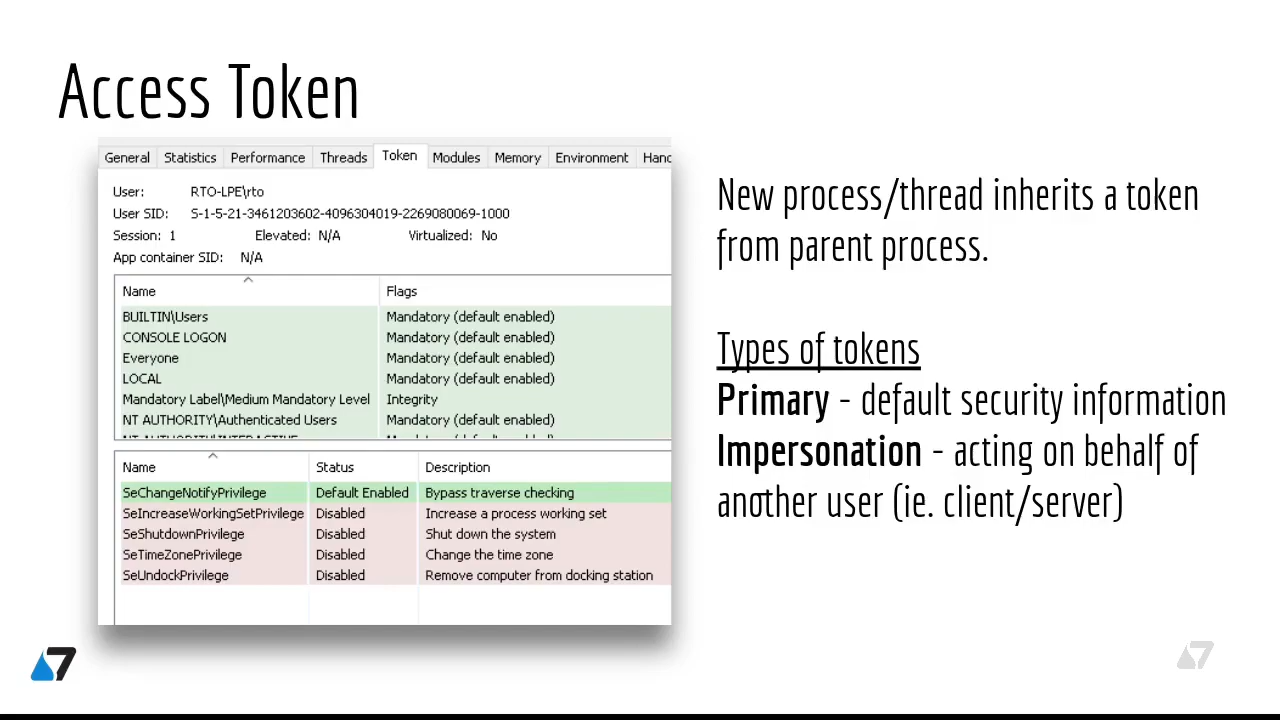 Access Token
General Statistics Performance Threads Token Modules Memory Environment Hanc
User: RTO-LPE\rto
User SID: S-1-5-21-3461203602-4096304019-2269080069-1000
Session: 1 Elevated: N/A Virtualized: No
App container SID: N/A
Name Flags
BUILTIN\Users Mandatory (default enabled)
CONSOLE LOGON Mandatory (default enabled)
Everyone Mandatory (default enabled)
LOCAL Mandatory (default enabled)
Mandatory Label\Medium Mandatory Level Integrity
NT AUTHORITY\Authenticated Users Mandatory (default enabled)
Name Status Description
SeChangeNotifyPrivilege Default Enabled Bypass traverse checking
SeIncreaseWorkingSetPrivilege Disabled Increase a process working set
SeShutdownPrivilege Disabled Shut down the system
SeTimeZonePrivilege Disabled Change the time zone
SeUndockPrivilege Disabled Remove computer from docking station
New process/thread inherits a token
from parent process.
Types of tokens
Primary - default security information
Impersonation - acting on behalf of
another user (ie. client/server)
7
7